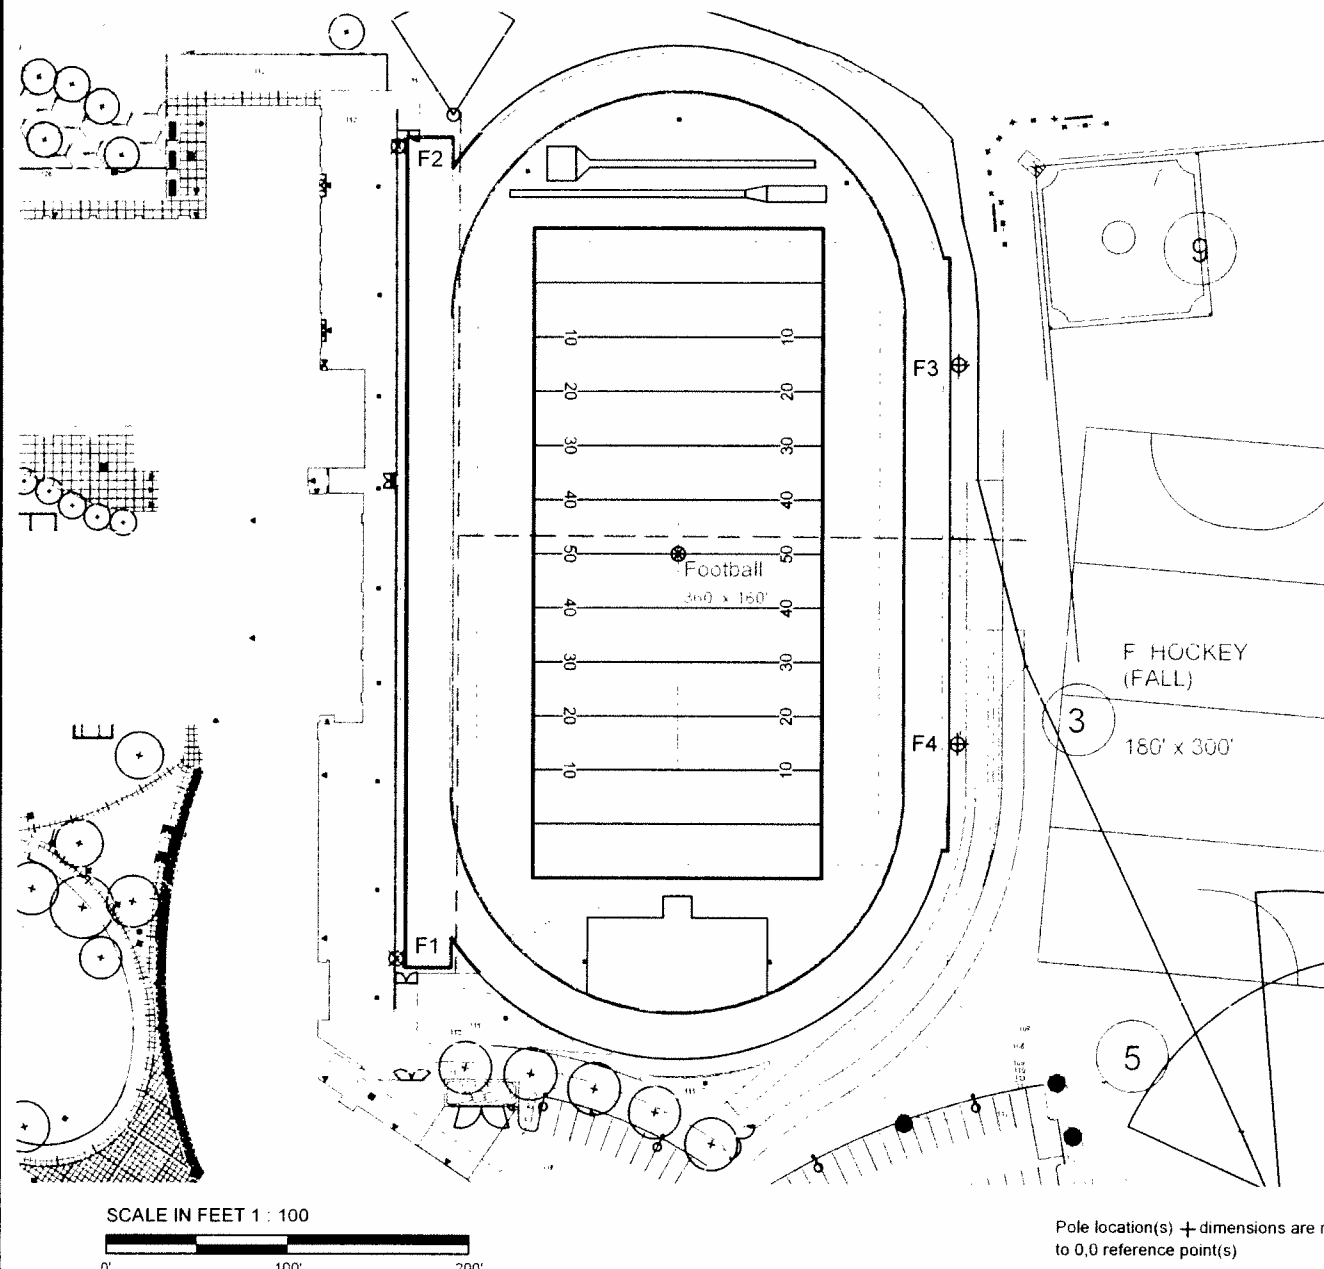 F2
9
F3
10 10
20 20
30 30
40 40
50 50
Football
360 x 160'
40 40
30 30
20 20
10 10
F HOCKEY
(FALL)
3
180' x 300'
F4
F1
5
SCALE IN FEET 1 : 100
0' 100' 200'
Pole location(s) + dimensions are
to 0,0 reference point(s)